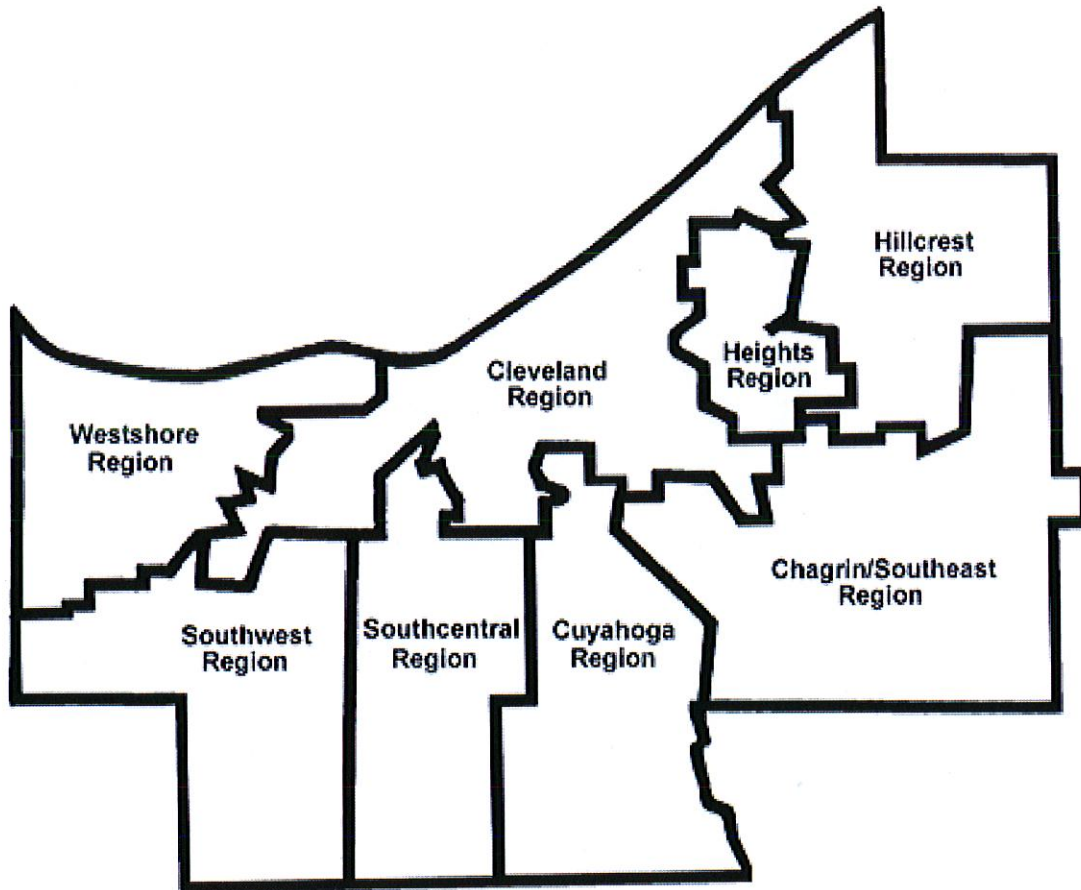 Hillcrest
Region
Cleveland
Region
Heights
Region
Westshore
Region
Chagrin/Southeast
Region
Southwest
Region
Southcentral
Region
Cuyahoga
Region